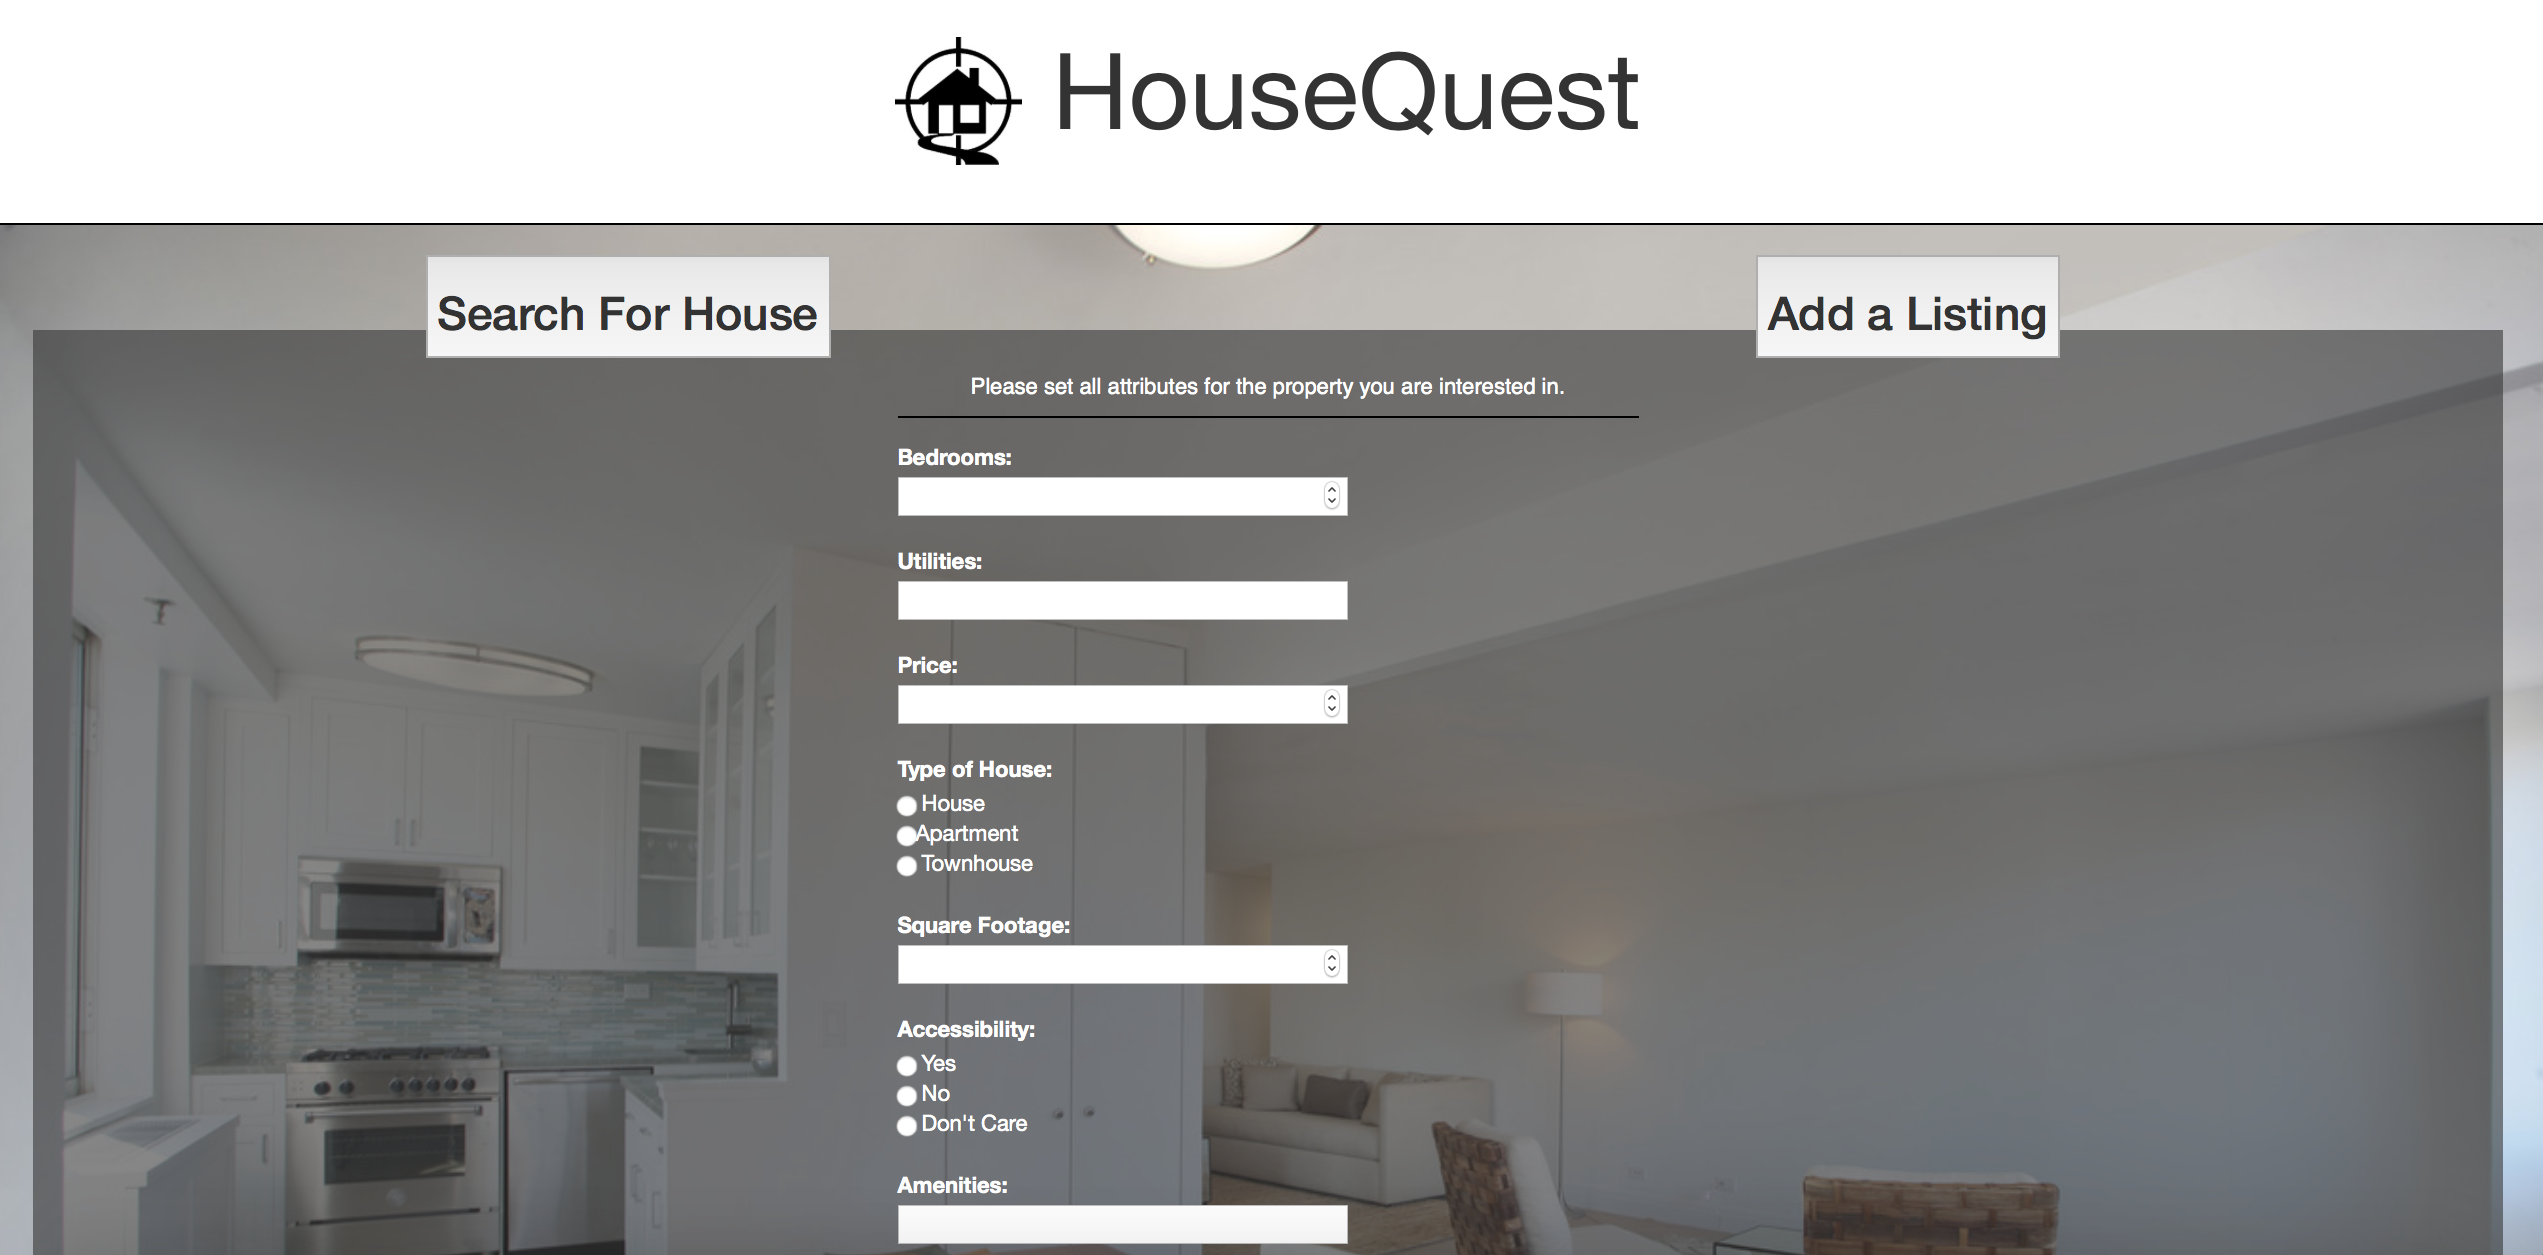 HouseQuest
Search For House
Add a Listing
Please set all attributes for the property you are interested in.
Bedrooms:
Utilities:
Price:
Type of House:
House
Apartment
Townhouse
Square Footage:
Accessibility:
Yes
No
Don't Care
Amenities: